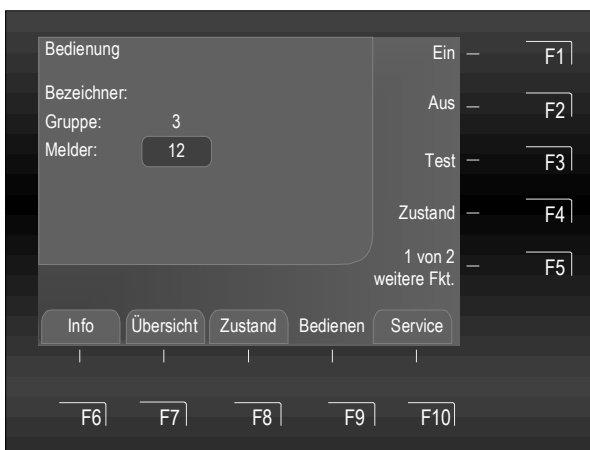 Bedienung
Bezeichner:
Gruppe: 3
Melder: 12
Ein F1
Aus F2
Test F3
Zustand F4
1 von 2
weitere Fkt. F5
Info Übersicht Zustand Bedienen Service
F6 F7 F8 F9 F10